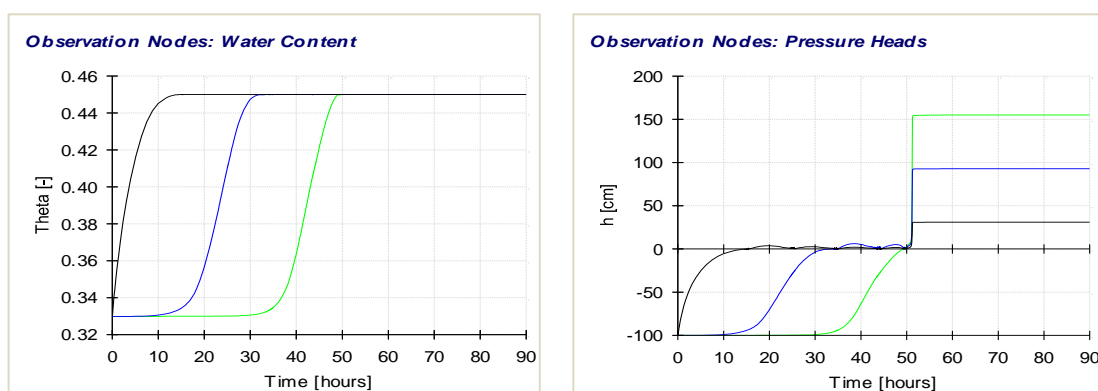 Observation Nodes: Water Content
0.46
0.44
0.42
0.40
0.38
0.36
0.34
0.32
Theta [-]
0 10 20 30 40 50 60 70 80 90
Time [hours]
Observation Nodes: Pressure Heads
200
150
100
50
0
-50
-100
h [cm]
0 10 20 30 40 50 60 70 80 90
Time [hours]